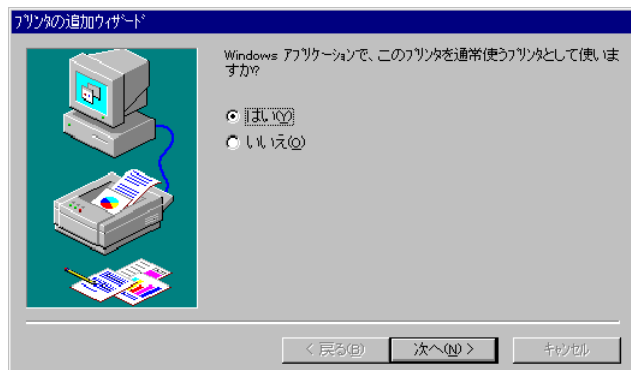 プリンタの追加ウィザード
Windows アプリケーションで、このプリンタを通常使うプリンタとして使いま
すか?
はい(Y)
いいえ(O)
< 戻る(B)
次へ(N) >
キャンセル